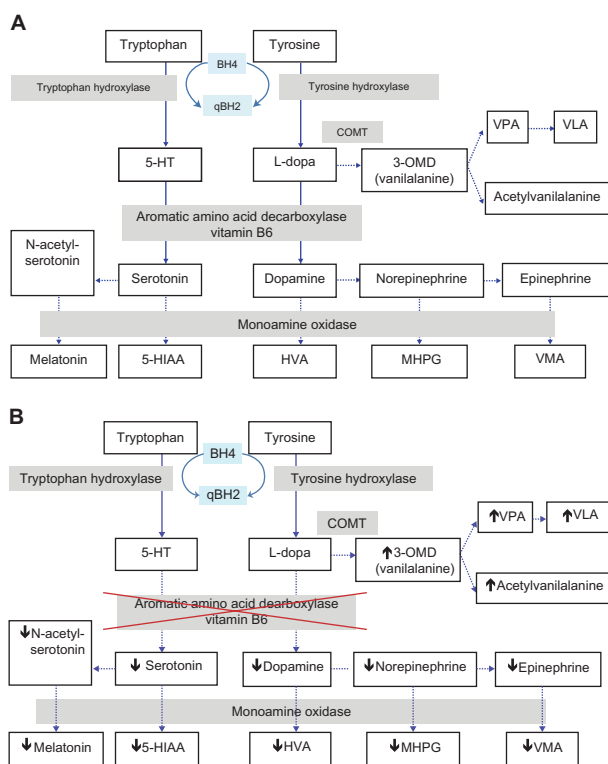 A
Tryptophan
Tyrosine
BH4
Tryptophan hydroxylase
Tyrosine hydroxylase
qBH2
COMT
VPA
VLA
5-HT
L-dopa
3-OMD
(vanilalanine)
Acetylvanilalanine
Aromatic amino acid decarboxylase
vitamin B6
N-acetyl-
serotonin
Serotonin
Dopamine
Norepinephrine
Epinephrine
Monoamine oxidase
Melatonin
5-HIAA
HVA
MHPG
VMA
B
Tryptophan
Tyrosine
BH4
Tryptophan hydroxylase
Tyrosine hydroxylase
qBH2
COMT
↑VPA
↑VLA
5-HT
L-dopa
↑3-OMD
(vanilalanine)
↑Acetylvanilalanine
Aromatic amino acid dearboxylase
vitamin B6
↓N-acetyl-
serotonin
↓Serotonin
↓Dopamine
↓Norepinephrine
↓Epinephrine
Monoamine oxidase
↓Melatonin
↓5-HIAA
↓HVA
↓MHPG
↓VMA